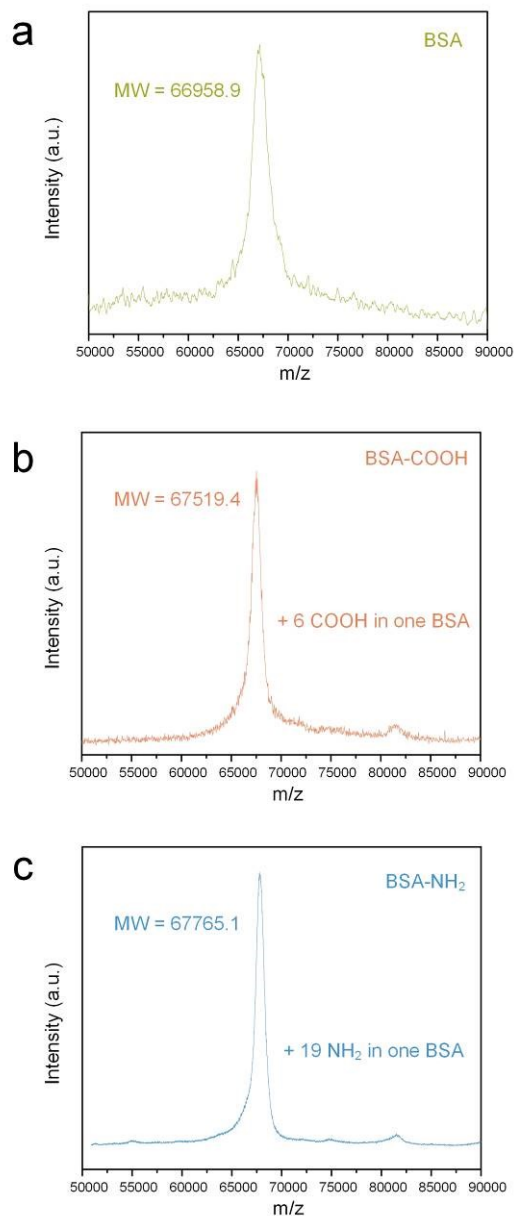 a
BSA
MW = 66958.9
Intensity (a.u.)
50000 55000 60000 65000 70000 75000 80000 85000 90000
m/z
b
BSA-COOH
MW = 67519.4
+ 6 COOH in one BSA
Intensity (a.u.)
50000 55000 60000 65000 70000 75000 80000 85000 90000
m/z
c
BSA-NH₂
MW = 67765.1
+ 19 NH₂ in one BSA
Intensity (a.u.)
50000 55000 60000 65000 70000 75000 80000 85000 90000
m/z